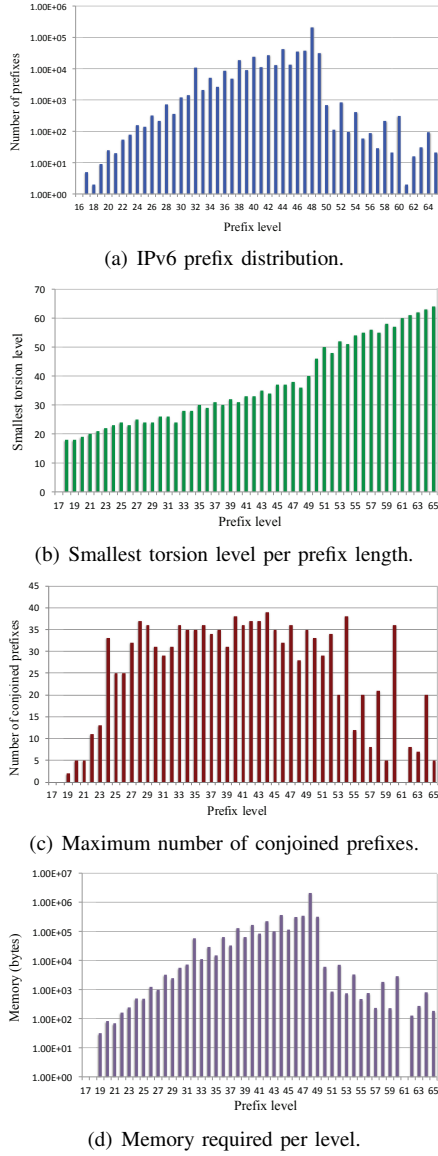 1.00E+06
1.00E+05
1.00E+04
1.00E+03
1.00E+02
1.00E+01
1.00E+00
Number of prefixes
16 18 20 22 24 26 28 30 32 34 36 38 40 42 44 46 48 50 52 54 56 58 60 62 64
Prefix level
(a) IPv6 prefix distribution.
70
60
50
40
30
20
10
0
Smallest torsion level
17 19 21 23 25 27 29 31 33 35 37 39 41 43 45 47 49 51 53 55 57 59 61 63 65
Prefix level
(b) Smallest torsion level per prefix length.
45
40
35
30
25
20
15
10
5
0
Number of conjoined prefixes
17 19 21 23 25 27 29 31 33 35 37 39 41 43 45 47 49 51 53 55 57 59 61 63 65
Prefix level
(c) Maximum number of conjoined prefixes.
1.00E+07
1.00E+06
1.00E+05
1.00E+04
1.00E+03
1.00E+02
1.00E+01
1.00E+00
Memory (bytes)
17 19 21 23 25 27 29 31 33 35 37 39 41 43 45 47 49 51 53 55 57 59 61 63 65
Prefix level
(d) Memory required per level.